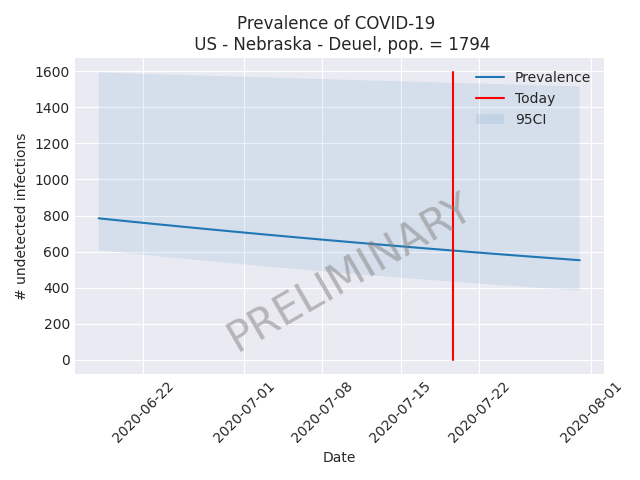 Prevalence of COVID-19
US - Nebraska - Deuel, pop. = 1794
# undetected infections
1600
1400
1200
1000
800
600
400
200
0
Prevalence
Today
95CI
PRELIMINARY
2020-06-22
2020-07-01
2020-07-08
2020-07-15
2020-07-22
2020-08-01
Date